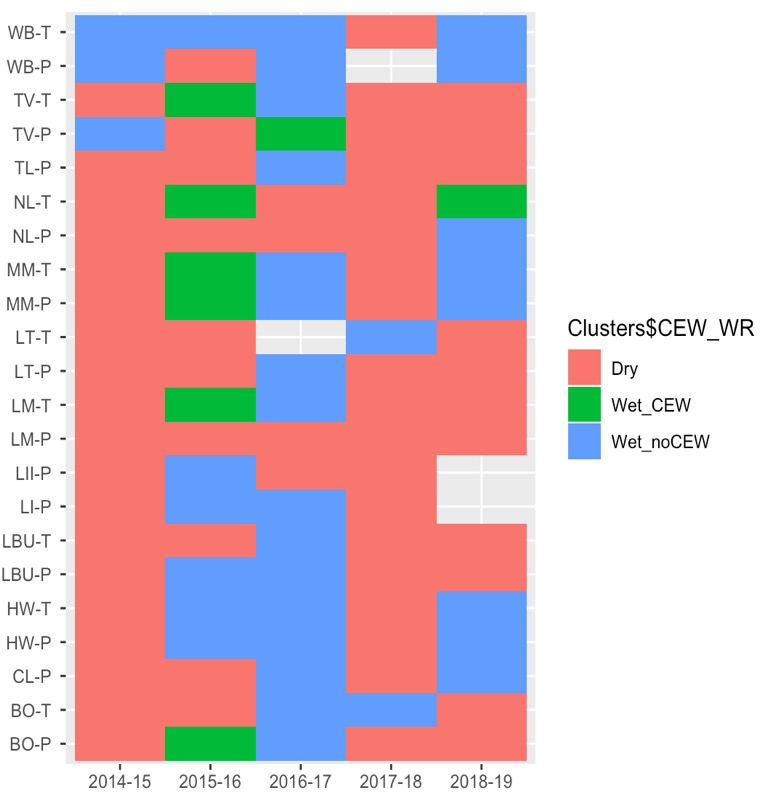 WB-T
WB-P
TV-T
TV-P
TL-P
NL-T
NL-P
MM-T
MM-P
LT-T
LT-P
LM-T
LM-P
LII-P
LI-P
LBU-T
LBU-P
HW-T
HW-P
CL-P
BO-T
BO-P
2014-15 2015-16 2016-17 2017-18 2018-19
Clusters$CEW_WR
Dry
Wet_CEW
Wet_noCEW